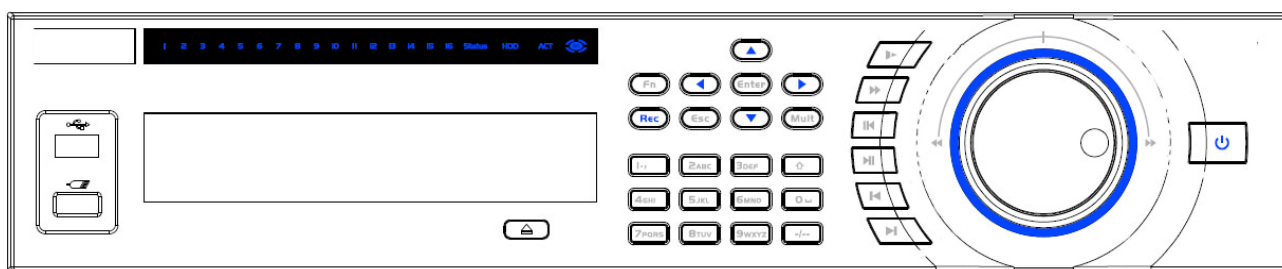 1 2 3 4 5 6 7 8 9 10 11 12 13 14 15 16 Status HDD ACT
Fn Enter
Rec Esc Mult
2ABC 3DEF
4GHI 5JKL 6MNO 0
7PQRS 8TUV 9WXYZ -/--